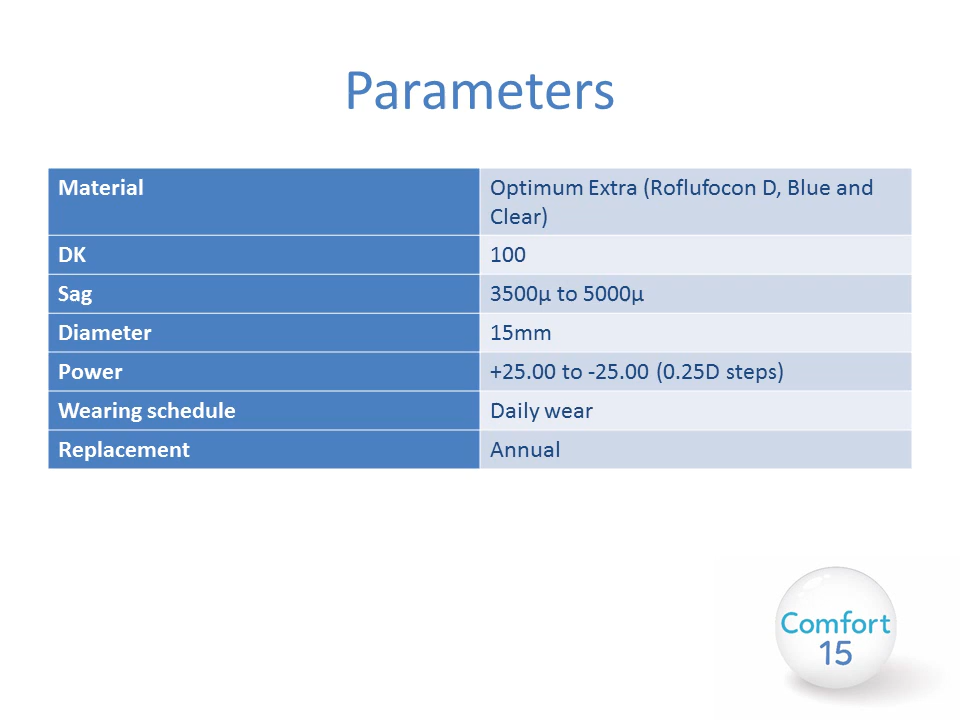 Parameters
Material
Optimum Extra (Roflufocon D, Blue and
Clear)
DK
100
Sag
3500µ to 5000µ
Diameter
15mm
Power
+25.00 to -25.00 (0.25D steps)
Wearing schedule
Daily wear
Replacement
Annual
Comfort
15